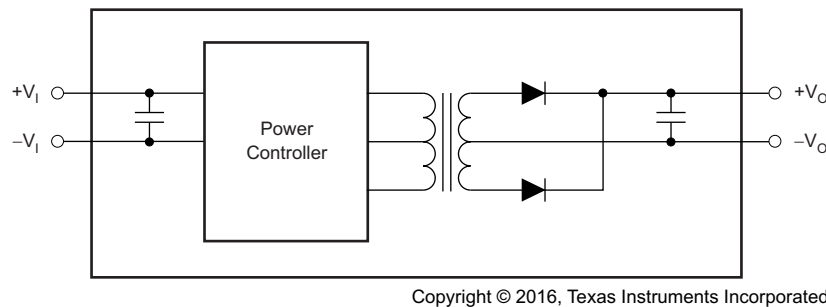 +V_I
−V_I
Power
Controller
+V_O
−V_O
Copyright © 2016, Texas Instruments Incorporated